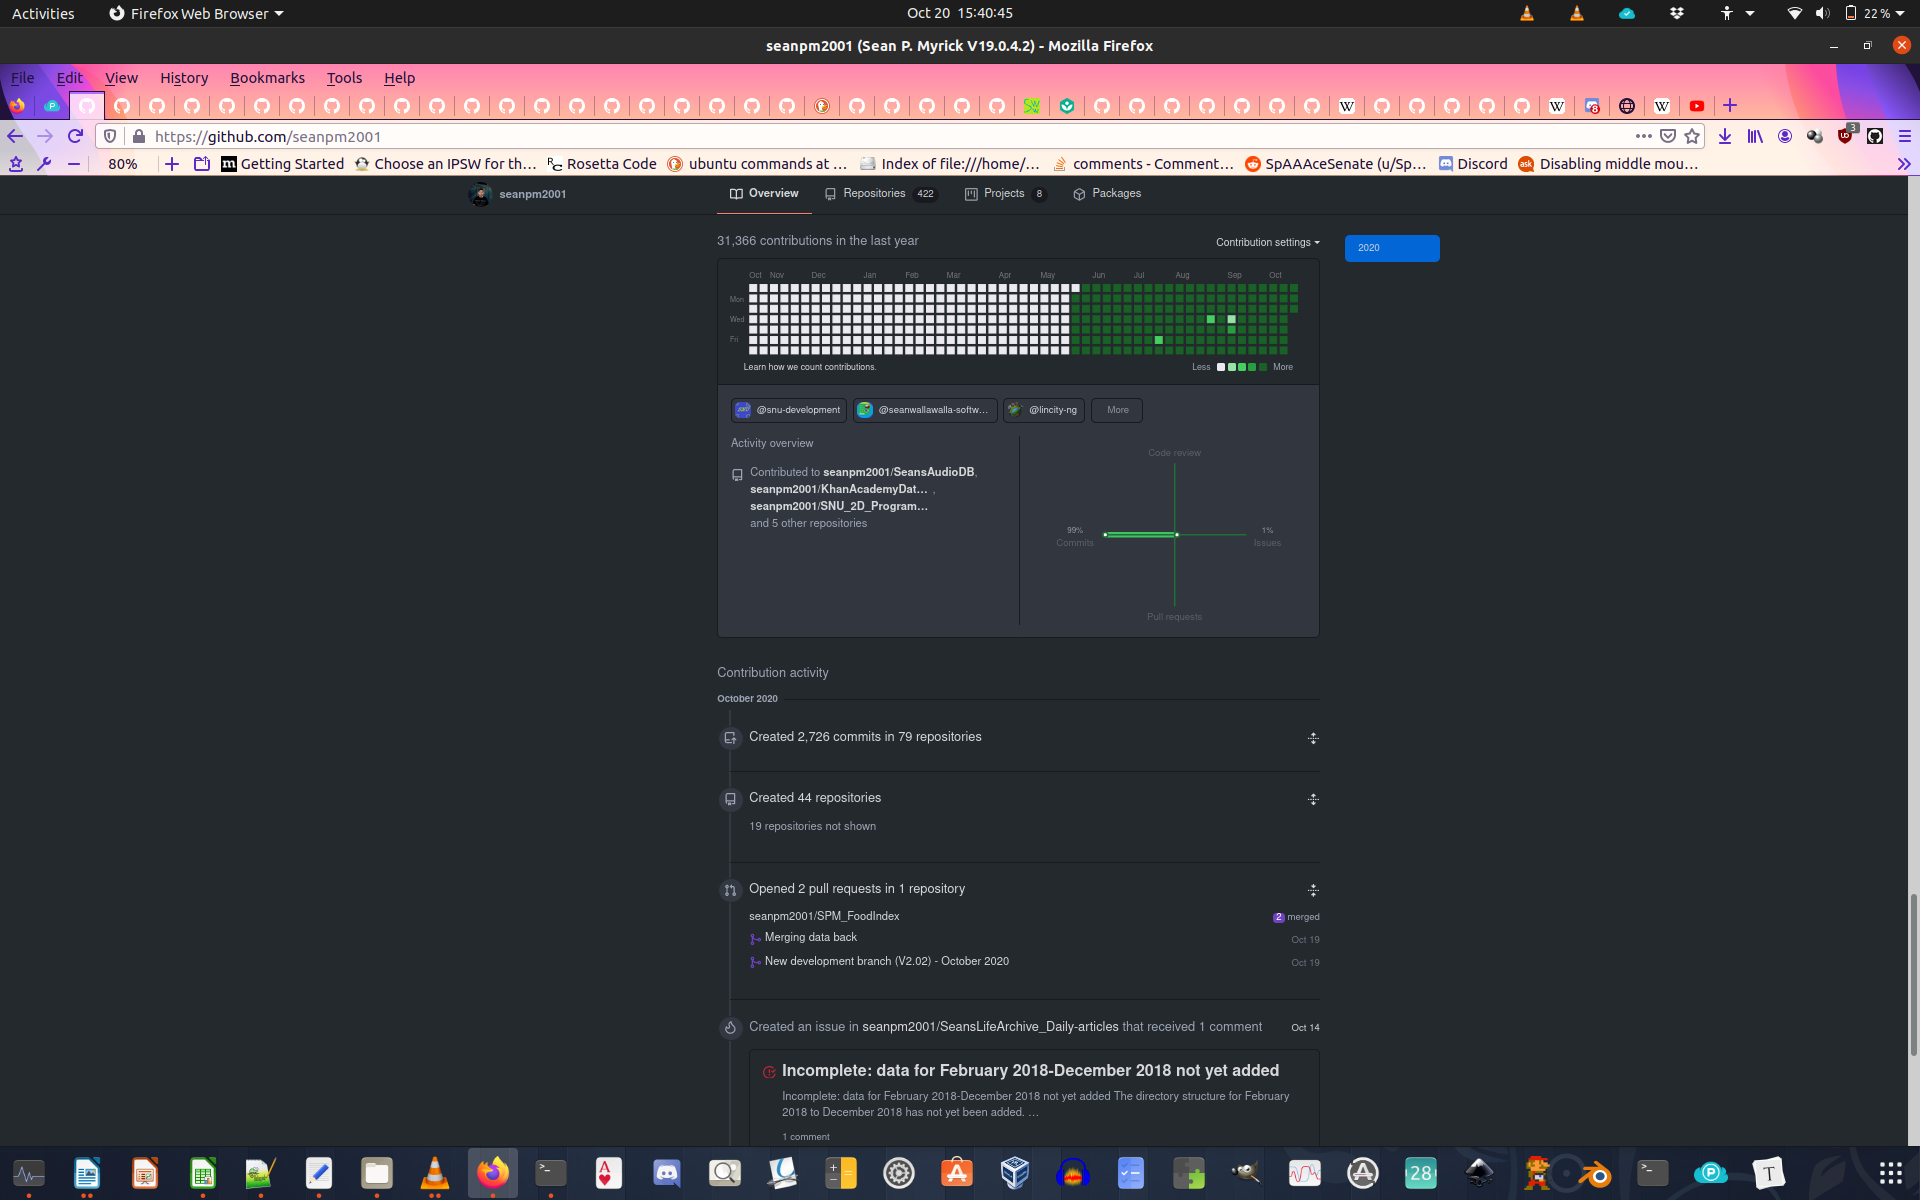 Activities
Firefox Web Browser
Oct 20 15:40:45
22 %
seanpm2001 (Sean P. Myrick V19.0.4.2) - Mozilla Firefox
File Edit View History Bookmarks Tools Help
https://github.com/seanpm2001
3
80%
Getting Started
Choose an IPSW for th…
Rosetta Code
ubuntu commands at …
Index of file:///home/…
comments - Comment…
SpAAAceSenate (u/Sp…
Discord
Disabling middle mou…
seanpm2001
Overview
Repositories 422
Projects 8
Packages
31,366 contributions in the last year
Contribution settings
2020
Oct Nov Dec Jan Feb Mar Apr May Jun Jul Aug Sep Oct
Mon
Wed
Fri
Learn how we count contributions.
Less More
@snu-development
@seanwallawalla-softw…
@lincity-ng
More
Activity overview
Contributed to seanpm2001/SeansAudioDB,
seanpm2001/KhanAcademyDat… ,
seanpm2001/SNU_2D_Program…
and 5 other repositories
Code review
99%
Commits
1%
Issues
Pull requests
Contribution activity
October 2020
Created 2,726 commits in 79 repositories
Created 44 repositories
19 repositories not shown
Opened 2 pull requests in 1 repository
seanpm2001/SPM_FoodIndex
2 merged
Merging data back
Oct 19
New development branch (V2.02) - October 2020
Oct 19
Created an issue in seanpm2001/SeansLifeArchive_Daily-articles that received 1 comment
Oct 14
Incomplete: data for February 2018-December 2018 not yet added
Incomplete: data for February 2018-December 2018 not yet added The directory structure for February
2018 to December 2018 has not yet been added. …
1 comment
28